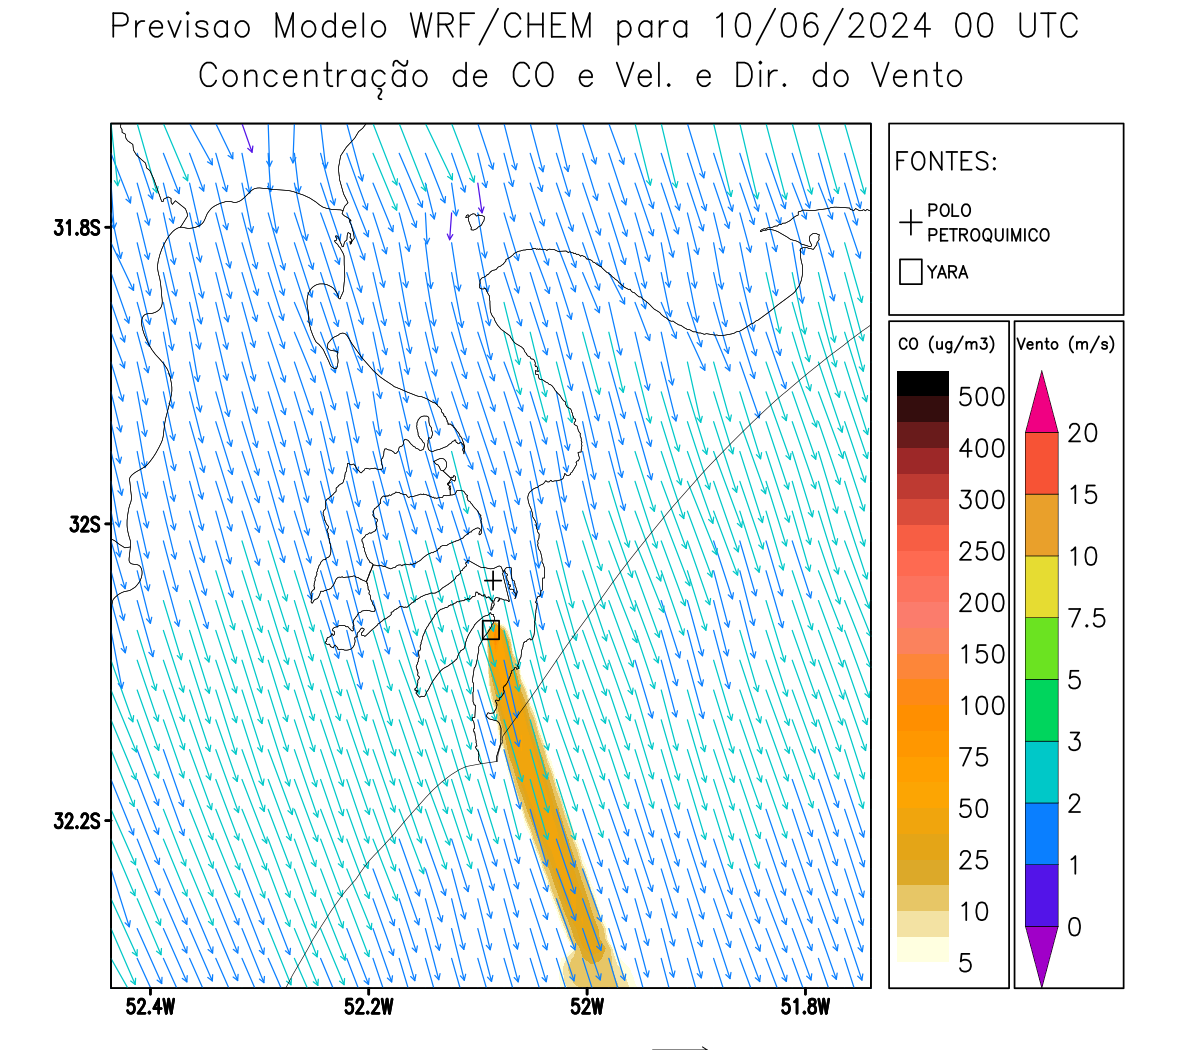 Previsao Modelo WRF/CHEM para 10/06/2024 00 UTC
Concentração de CO e Vel. e Dir. do Vento
FONTES:
POLO
PETROQUIMICO
YARA
CO (ug/m3)
500
400
300
250
200
150
100
75
50
25
10
5
Vento (m/s)
20
15
10
7.5
5
3
2
1
0
31.8S
32S
32.2S
52.4W
52.2W
52W
51.8W